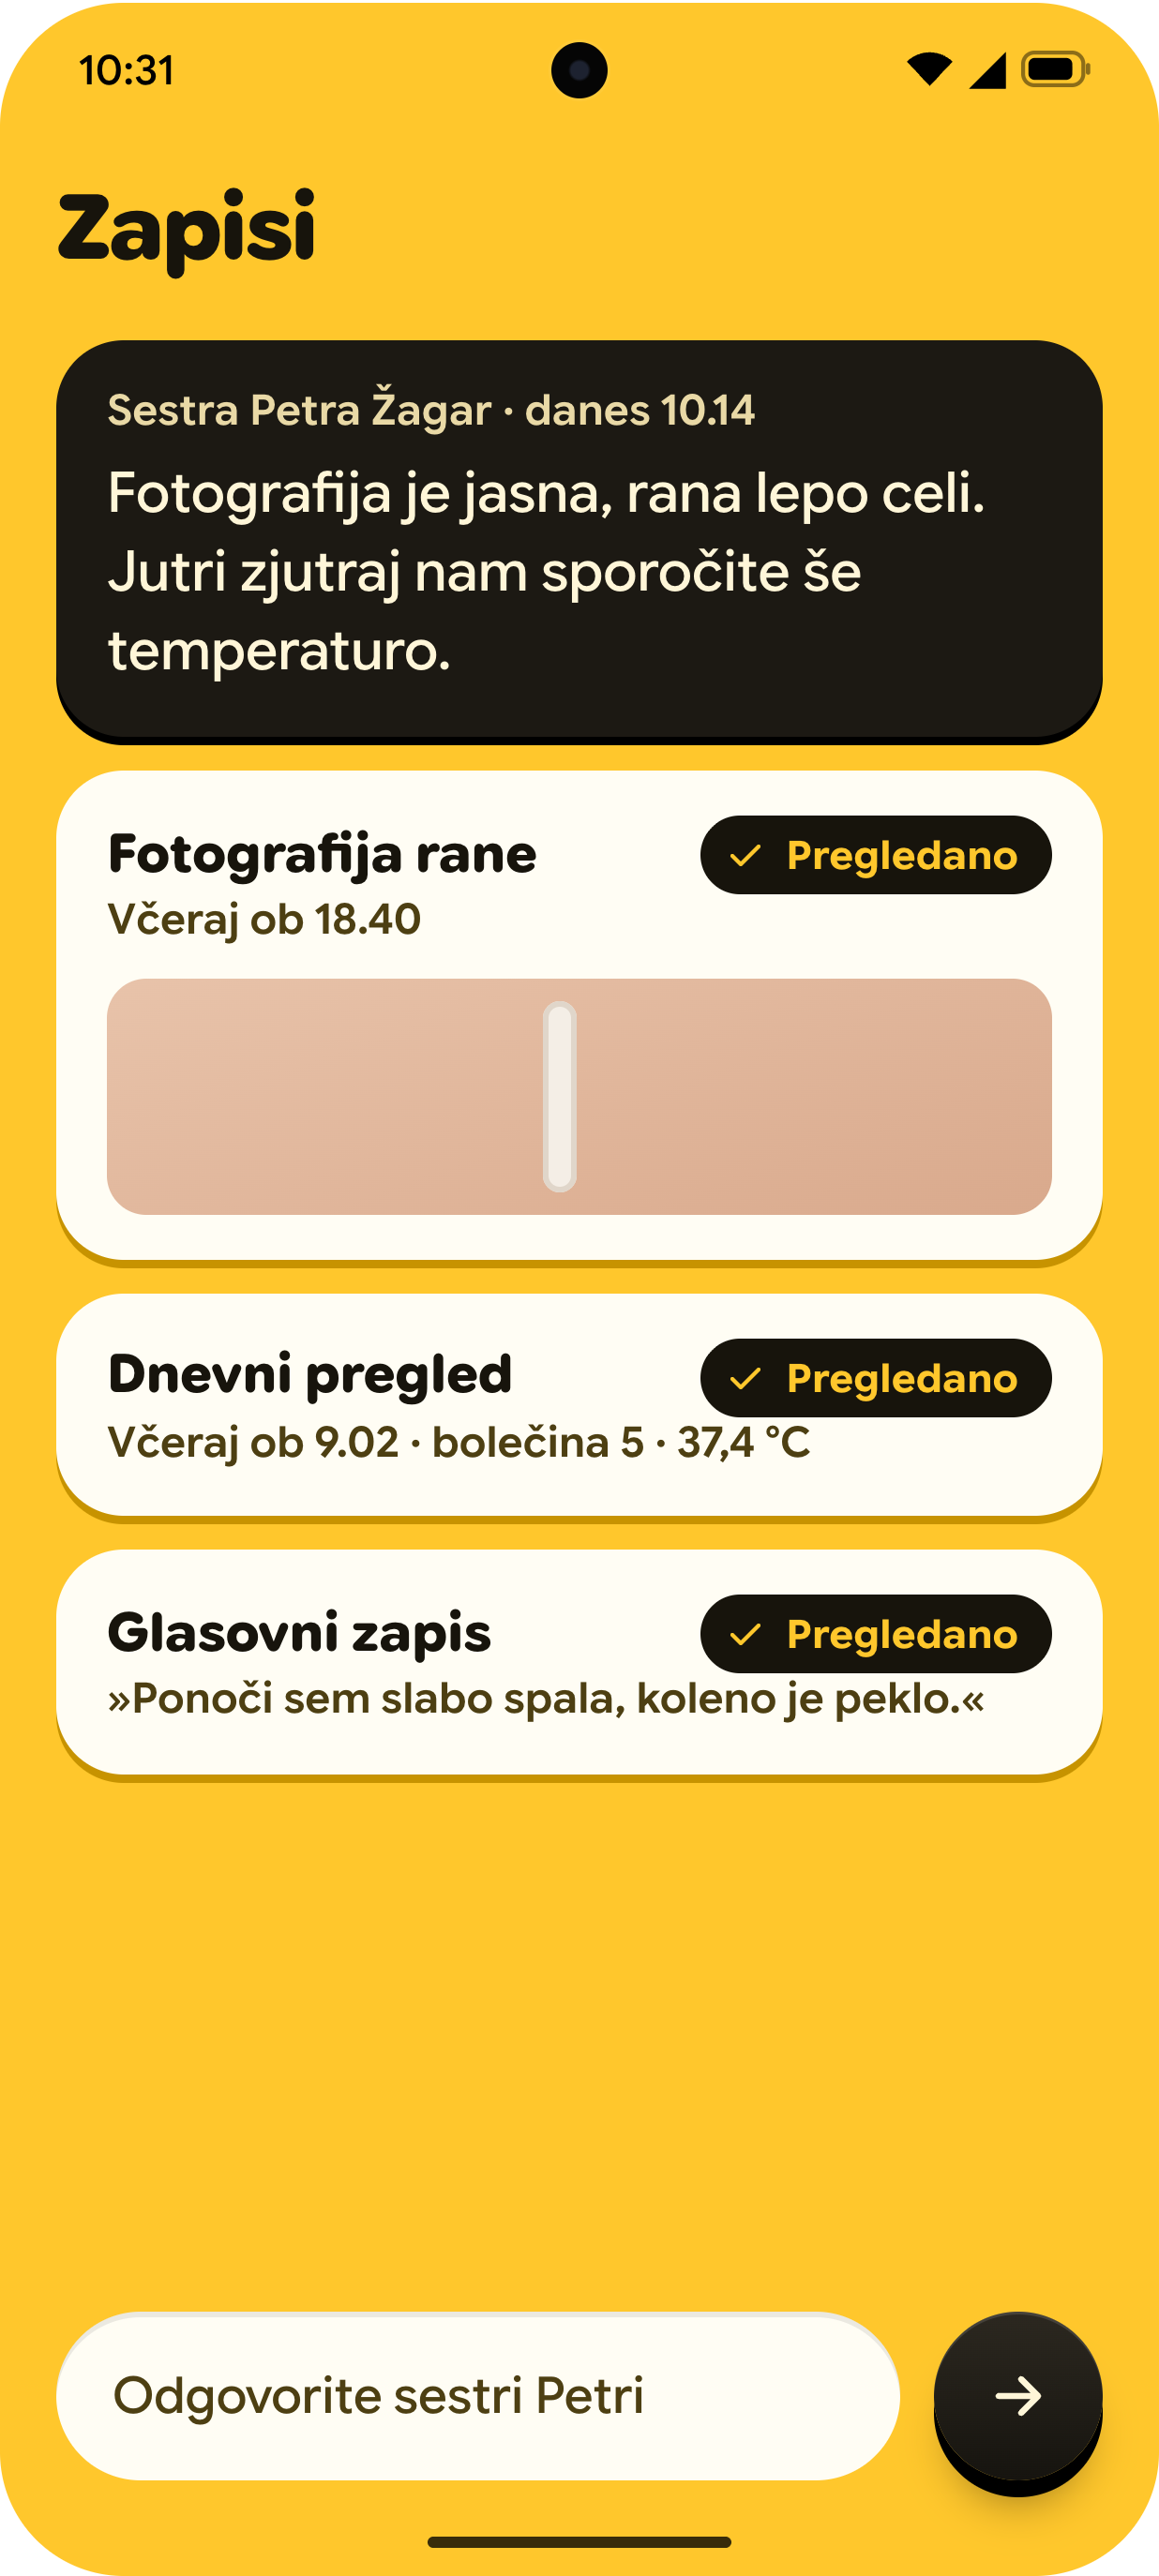 10:31
Zapisi
Sestra Petra Žagar · danes 10.14
Fotografija je jasna, rana lepo celi.
Jutri zjutraj nam sporočite še
temperaturo.
Fotografija rane
Pregledano
Včeraj ob 18.40
Dnevni pregled
Pregledano
Včeraj ob 9.02 · bolečina 5 · 37,4 °C
Glasovni zapis
Pregledano
»Ponoči sem slabo spala, koleno je peklo.«
Odgovorite sestri Petri